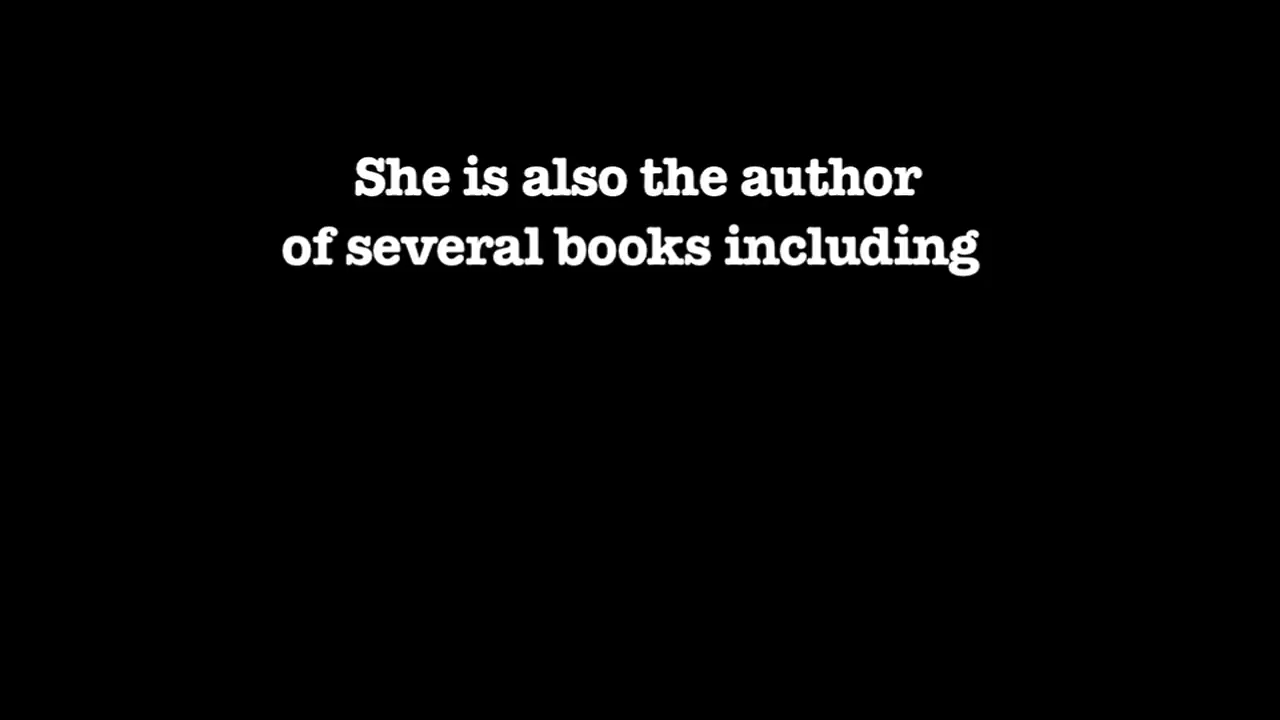 She is also the author
of several books including